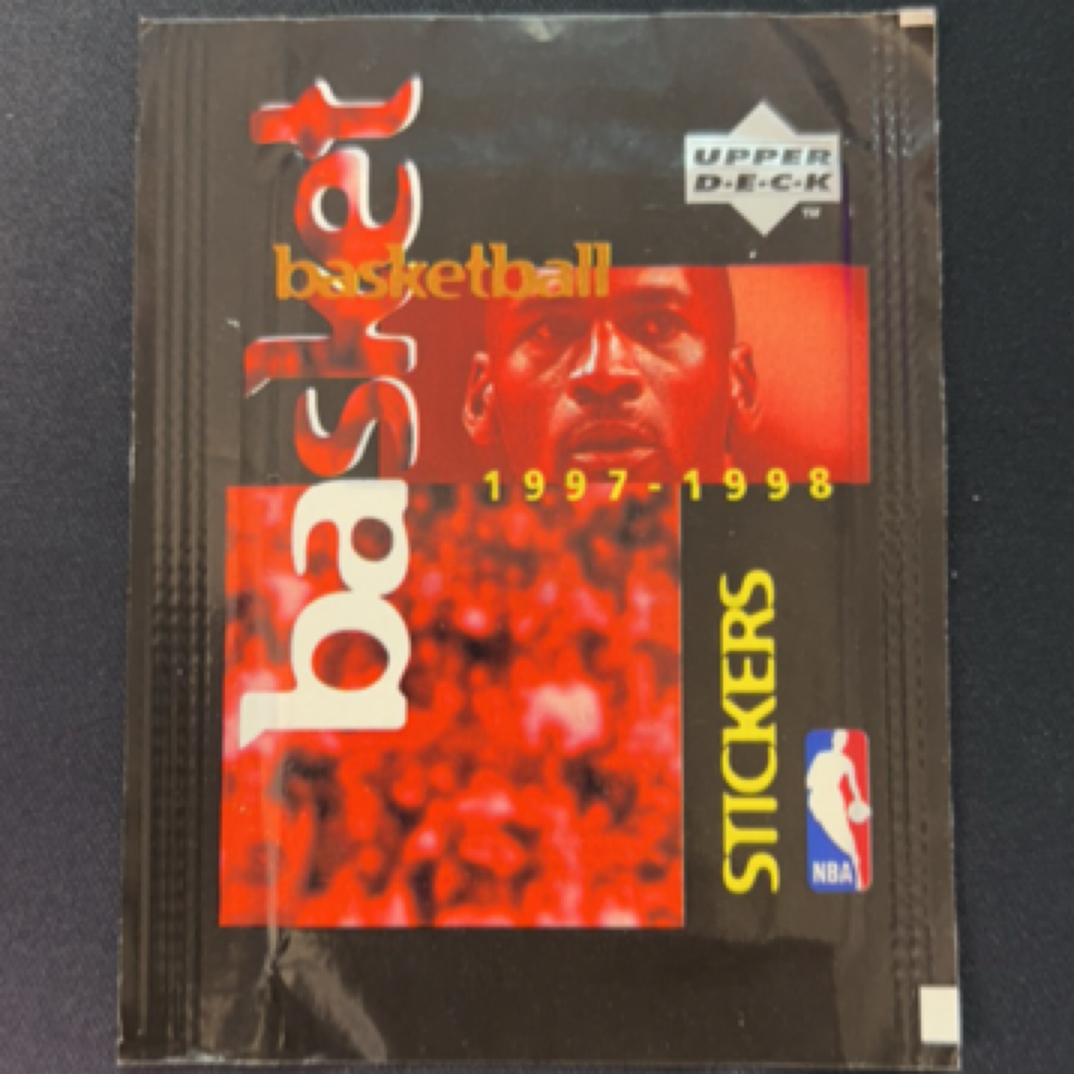 UPPER
D·E·C·K
TM
basket
basketball
1997-1998
STICKERS
NBA